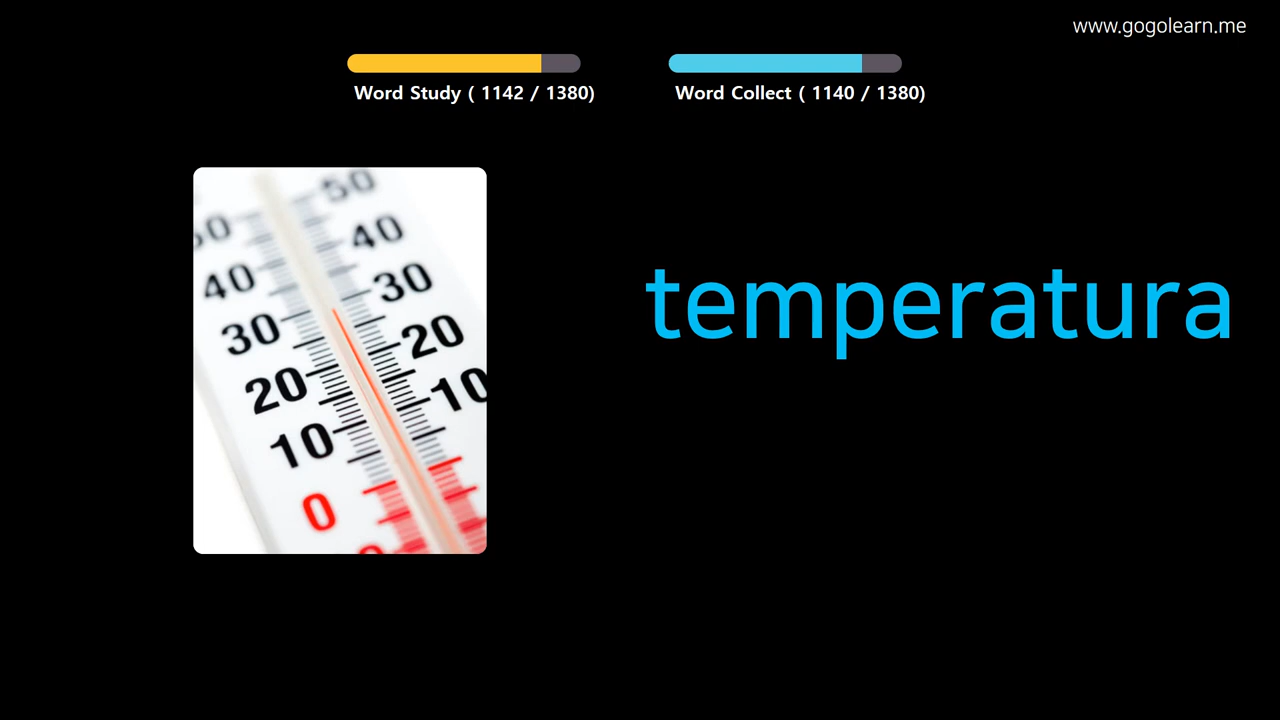 www.gogolearn.me
Word Study ( 1142 / 1380)
Word Collect ( 1140 / 1380)
temperatura
50
40
30
20
10
40
30
20
10
0